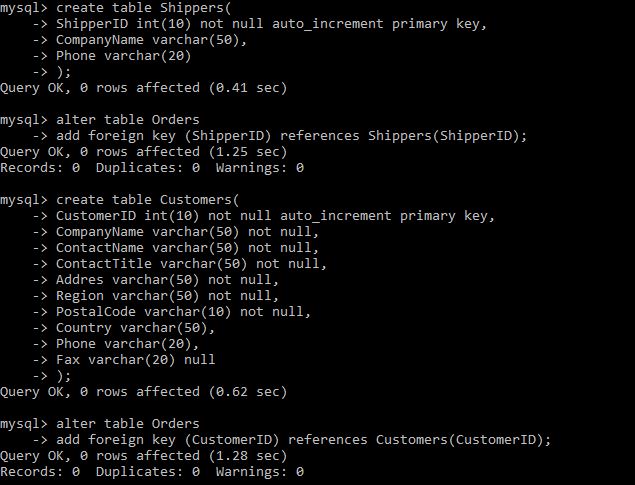 mysql> create table Shippers(
    -> ShipperID int(10) not null auto_increment primary key,
    -> CompanyName varchar(50),
    -> Phone varchar(20)
    -> );
Query OK, 0 rows affected (0.41 sec)

mysql> alter table Orders
    -> add foreign key (ShipperID) references Shippers(ShipperID);
Query OK, 0 rows affected (1.25 sec)
Records: 0  Duplicates: 0  Warnings: 0

mysql> create table Customers(
    -> CustomerID int(10) not null auto_increment primary key,
    -> CompanyName varchar(50) not null,
    -> ContactName varchar(50) not null,
    -> ContactTitle varchar(50) not null,
    -> Addres varchar(50) not null,
    -> Region varchar(50) not null,
    -> PostalCode varchar(10) not null,
    -> Country varchar(50),
    -> Phone varchar(20),
    -> Fax varchar(20) null
    -> );
Query OK, 0 rows affected (0.62 sec)

mysql> alter table Orders
    -> add foreign key (CustomerID) references Customers(CustomerID);
Query OK, 0 rows affected (1.28 sec)
Records: 0  Duplicates: 0  Warnings: 0